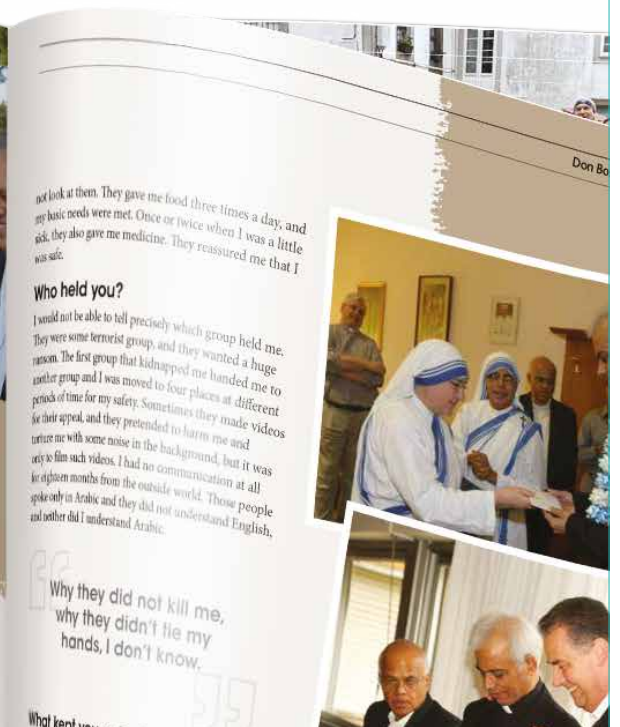 Don Bo
not look at them. They gave me food three times a day, and
my basic needs were met. Once or twice when I was a little
sick, they also gave me medicine. They reassured me that I
was safe.
Who held you?
I would not be able to tell precisely which group held me.
They were some terrorist group, and they wanted a huge
ransom. The first group that kidnapped me handed me to
another group and I was moved to four places at different
periods of time for my safety. Sometimes they made videos
for their appeal, and they pretended to harm me and
torture me with some noise in the background, but it was
only to film such videos. I had no communication at all
for eighteen months from the outside world. Those people
spoke only in Arabic and they did not understand English,
and neither did I understand Arabic.
Why they did not kill me,
why they didn't tie my
hands, I don't know.
What kept you